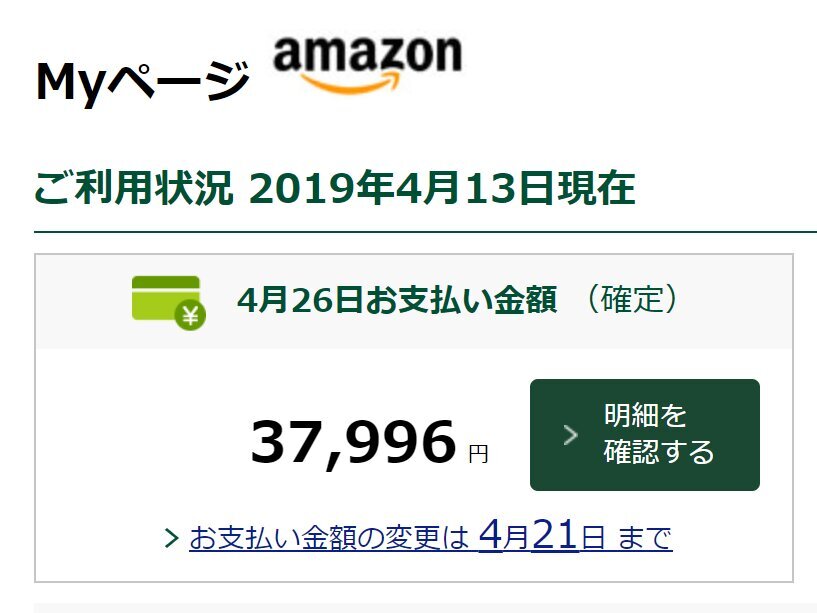 Myページ amazon
ご利用状況 2019年4月13日現在
¥ 4月26日お支払い金額 （確定）
37,996 円
明細を
確認する
お支払い金額の変更は 4月21日 まで